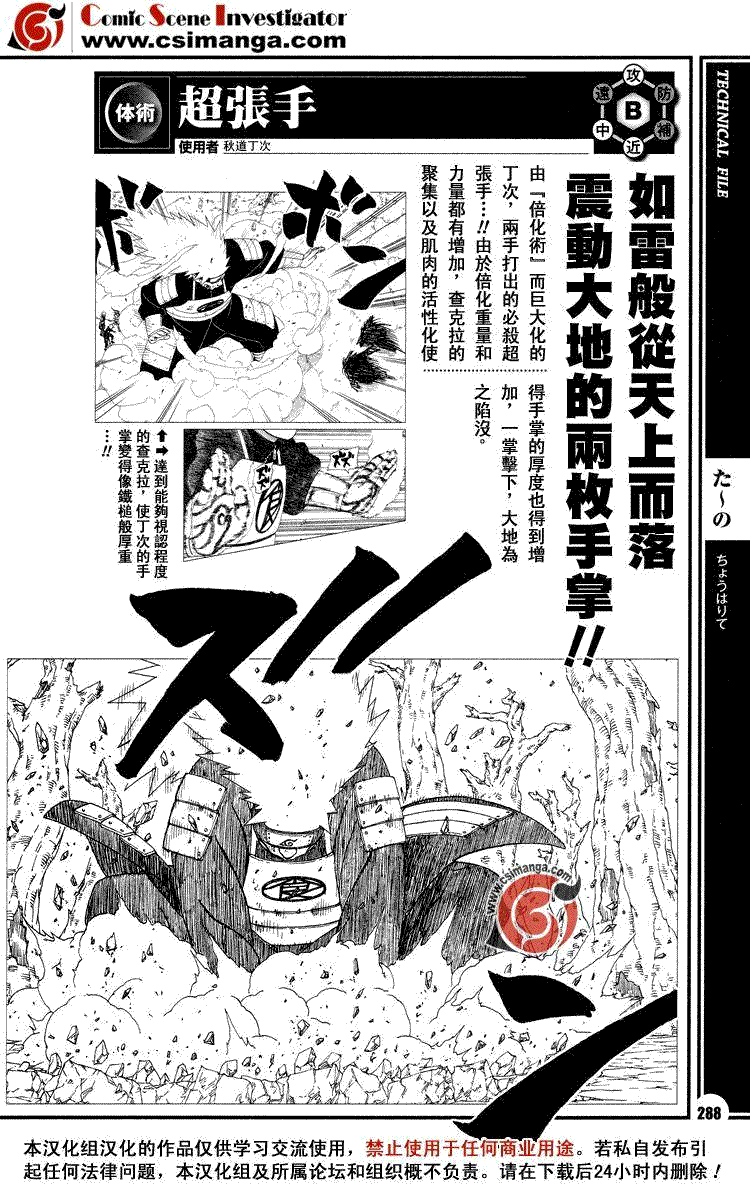 Comic Scene Investigator
www.csimanga.com
体術
超張手
使用者 秋道丁次
攻
防
補
近
中
遠
B
TECHNICAL FILE
如雷般從天上而落
震動大地的兩枚手掌!!
由『倍化術』而巨大化的
丁次，兩手打出的必殺超
張手…!!由於倍化重量和
力量都有增加，查克拉的
聚集以及肌肉的活性化使
得手掌的厚度也得到增
加，一掌擊下，大地為
之陷沒。
⬆➡達到能夠視認程度
的查克拉，使丁次的手
掌變得像鐵槌般厚重
…!!
ボボン
ズズン
た〜の
ちょうはりて
食
www.csimanga.com
288
本汉化组汉化的作品仅供学习交流使用，禁止使用于任何商业用途。若私自发布引
起任何法律问题，本汉化组及所属论坛和组织概不负责。请在下载后24小时内删除！